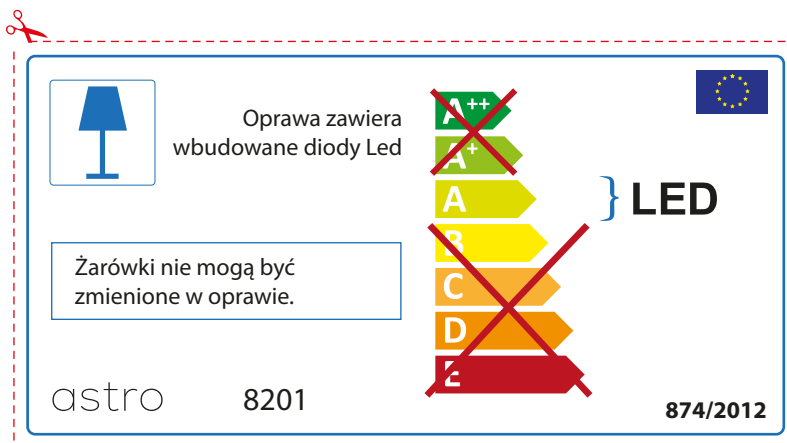 Oprawa zawiera
wbudowane diody Led
Żarówki nie mogą być
zmienione w oprawie.
A++
A+
A
B
C
D
E
LED
astro
8201
874/2012